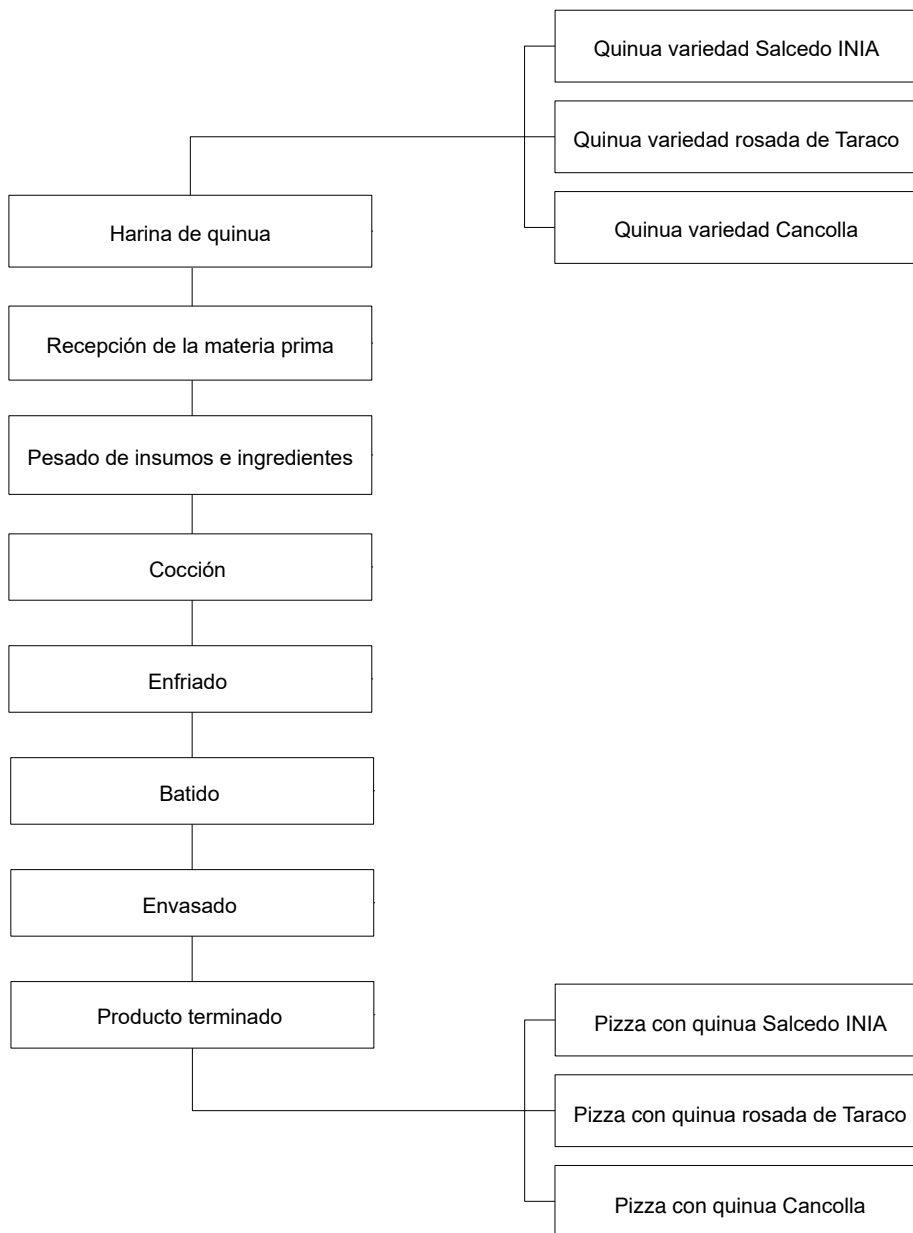 Quinua variedad Salcedo INIA
Quinua variedad rosada de Taraco
Quinua variedad Cancolla
Harina de quinua
Recepción de la materia prima
Pesado de insumos e ingredientes
Cocción
Enfriado
Batido
Envasado
Producto terminado
Pizza con quinua Salcedo INIA
Pizza con quinua rosada de Taraco
Pizza con quinua Cancolla